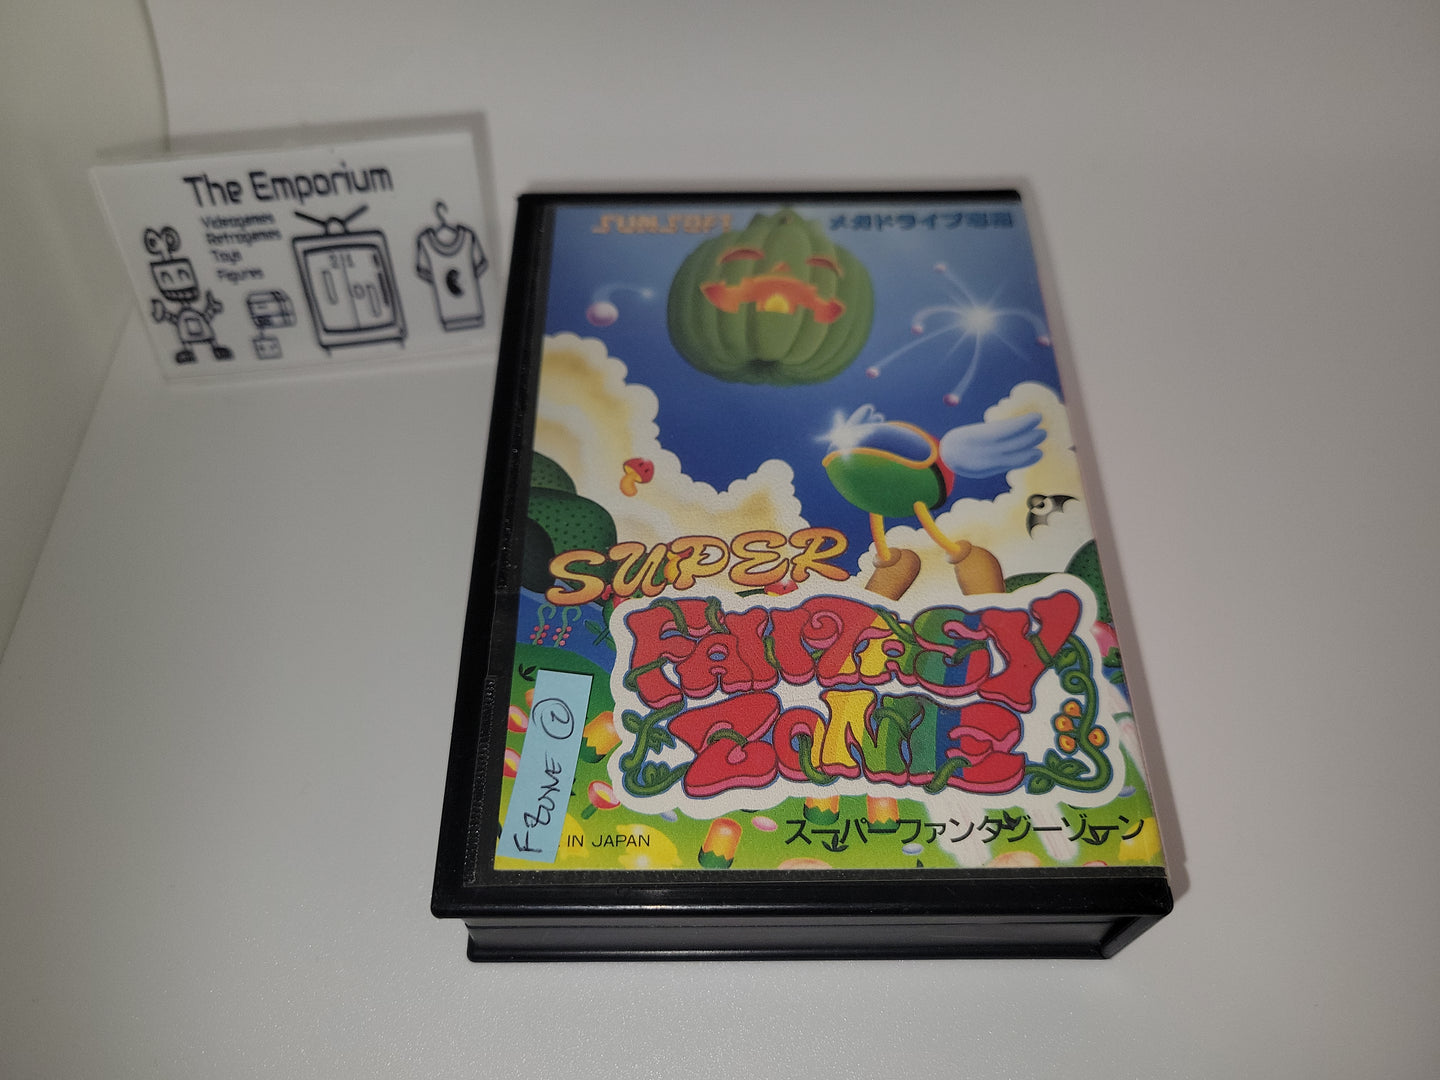 The Emporium
Videogames
Retrogames
Toys
Figures
SUNSOFT
メガドライブ専用
SUPER
FANTASY
ZONE
スーパーファンタジーゾーン
IN JAPAN
F ZONE ②